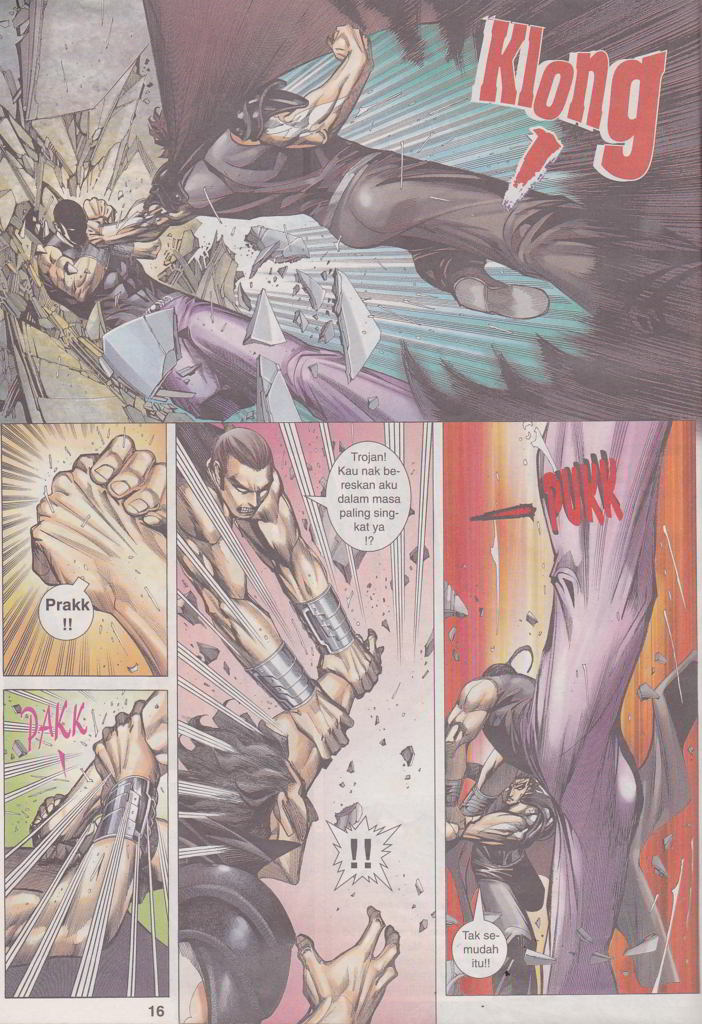 Klong
!
Prakk
!!
PAKK
!
Trojan!
Kau nak be-
reskan aku
dalam masa
paling sing-
kat ya
!?
!!
PUKK
Tak se-
mudah
itu!!
16